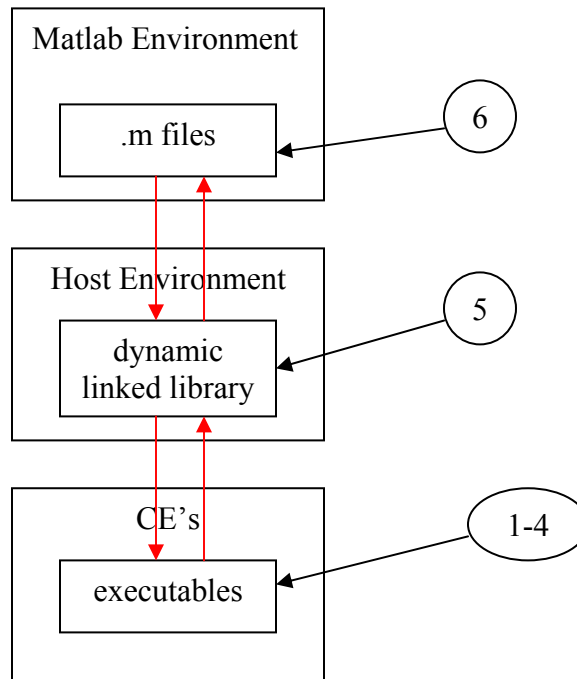 Matlab Environment
.m files
6
Host Environment
dynamic
linked library
5
CE’s
executables
1-4